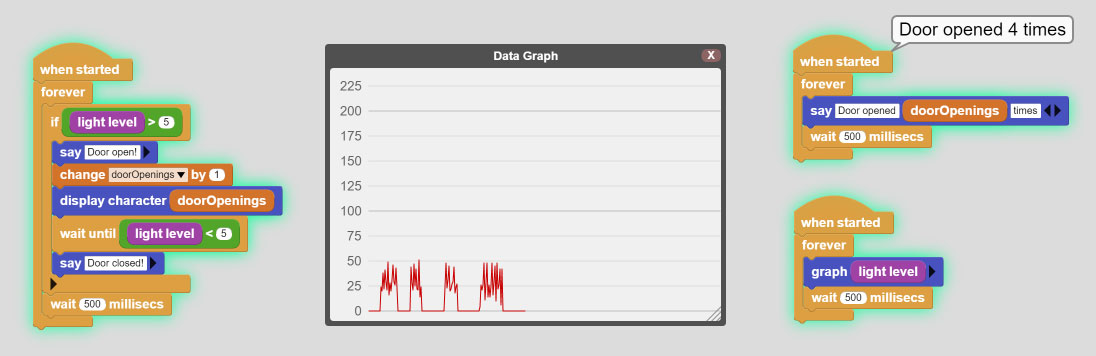 when started
forever
if light level > 5
say Door open!
change doorOpenings by 1
display character doorOpenings
wait until light level < 5
say Door closed!
wait 500 millisecs
Data Graph X
225
200
175
150
125
100
75
50
25
0
Door opened 4 times
when started
forever
say Door opened doorOpenings times
wait 500 millisecs
when started
forever
graph light level
wait 500 millisecs